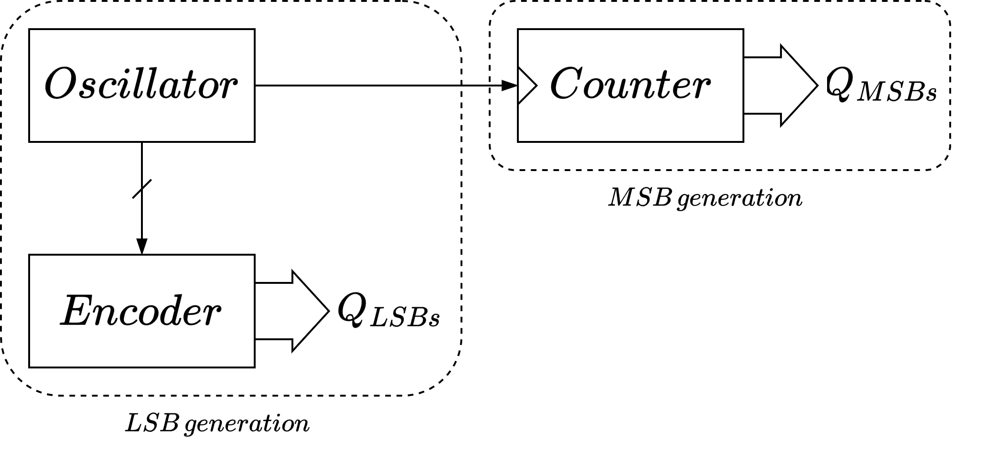 Oscillator
Counter
Q_MSBs
MSB generation
Encoder
Q_LSBs
LSB generation